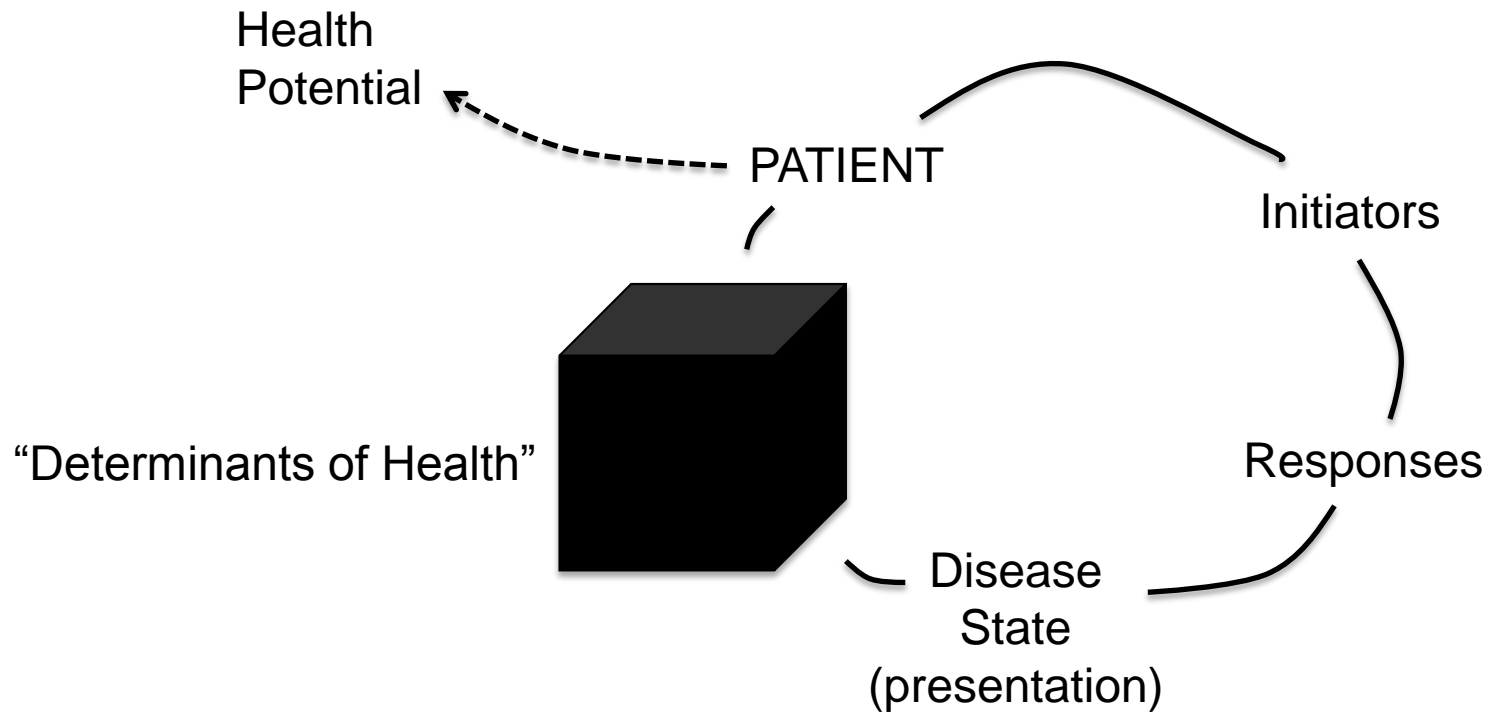 Health
Potential
PATIENT
Initiators
“Determinants of Health”
Responses
Disease
State
(presentation)